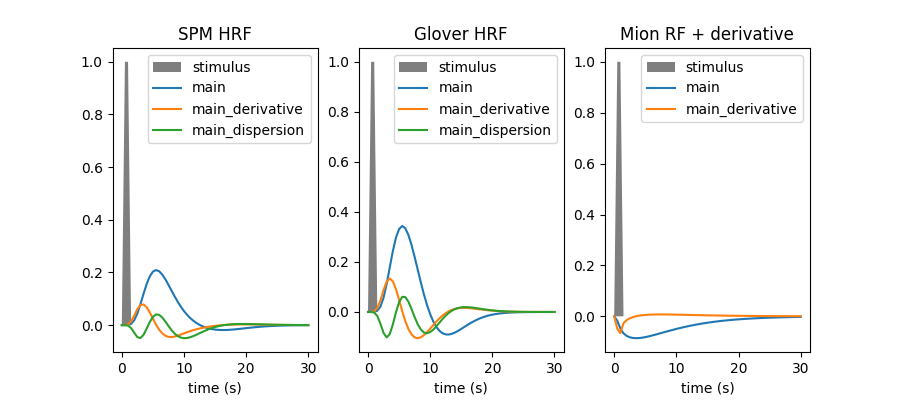 SPM HRF
1.0
0.8
0.6
0.4
0.2
0.0
stimulus
main
main_derivative
main_dispersion
0 10 20 30
time (s)
Glover HRF
1.0
0.8
0.6
0.4
0.2
0.0
stimulus
main
main_derivative
main_dispersion
0 10 20 30
time (s)
Mion RF + derivative
1.0
0.8
0.6
0.4
0.2
0.0
stimulus
main
main_derivative
0 10 20 30
time (s)